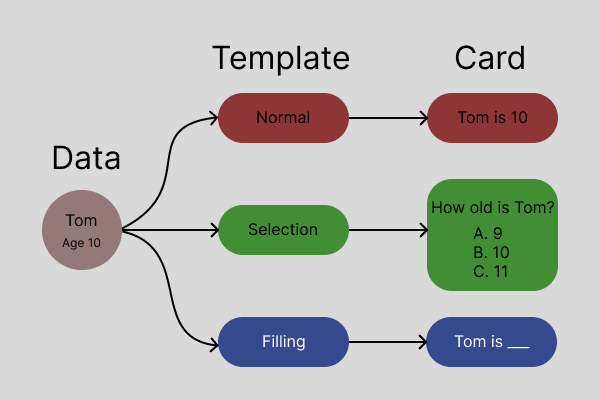 Template
Card
Data
Tom
Age 10
Normal
Tom is 10
Selection
How old is Tom?
A. 9
B. 10
C. 11
Filling
Tom is ___